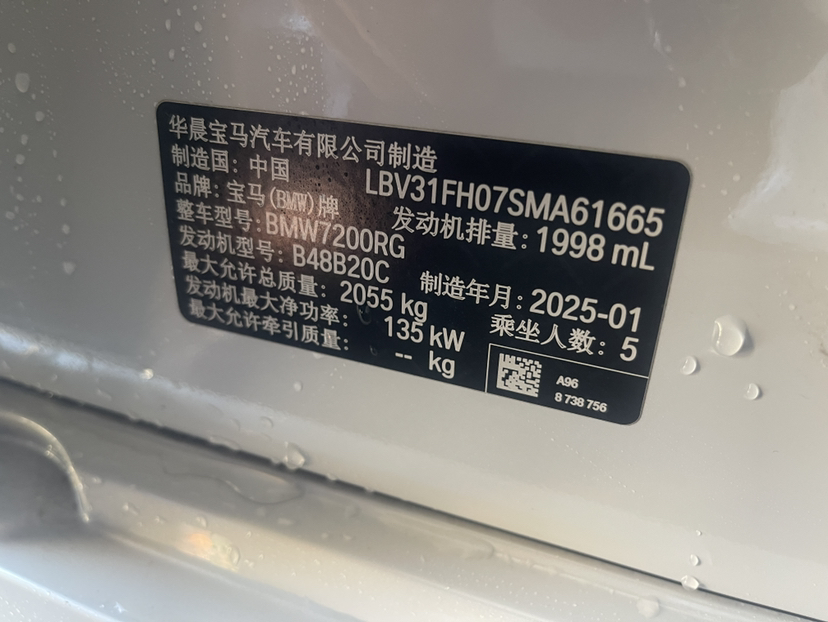 华晨宝马汽车有限公司制造
制造国：中国 LBV31FH07SMA61665
品牌：宝马(BMW)牌 发动机排量：1998 mL
整车型号：BMW7200RG
发动机型号：B48B20C 制造年月：2025-01
最大允许总质量：2055 kg 乘坐人数：5
发动机最大净功率：135 kW
最大允许牵引质量：-- kg
A96
8 738 756